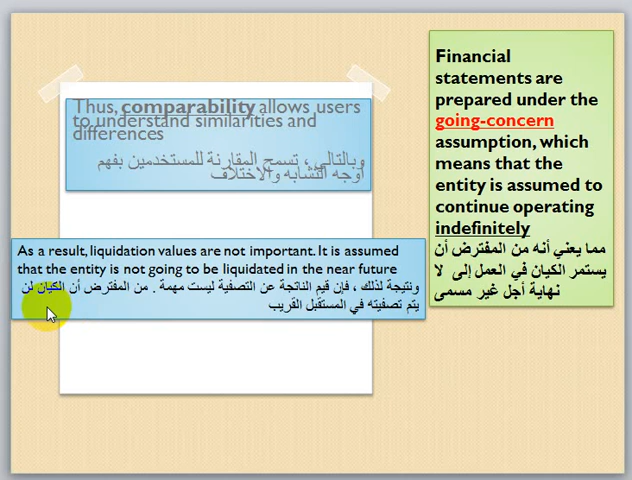 Thus, comparability allows users
to understand similarities and
differences
وبالتالي ، تسمح المقارنة للمستخدمين بفهم
أوجه التشابه والاختلاف
Financial
statements are
prepared under the
going-concern
assumption, which
means that the
entity is assumed to
continue operating
indefinitely
مما يعني أنه من المفترض أن
يستمر الكيان في العمل إلى لا
نهاية أجل غير مسمى
As a result, liquidation values are not important. It is assumed
that the entity is not going to be liquidated in the near future
ونتيجة لذلك ، فإن قيم الناتجة عن التصفية ليست مهمة . من المفترض أن الكيان لن
يتم تصفيته في المستقبل القريب